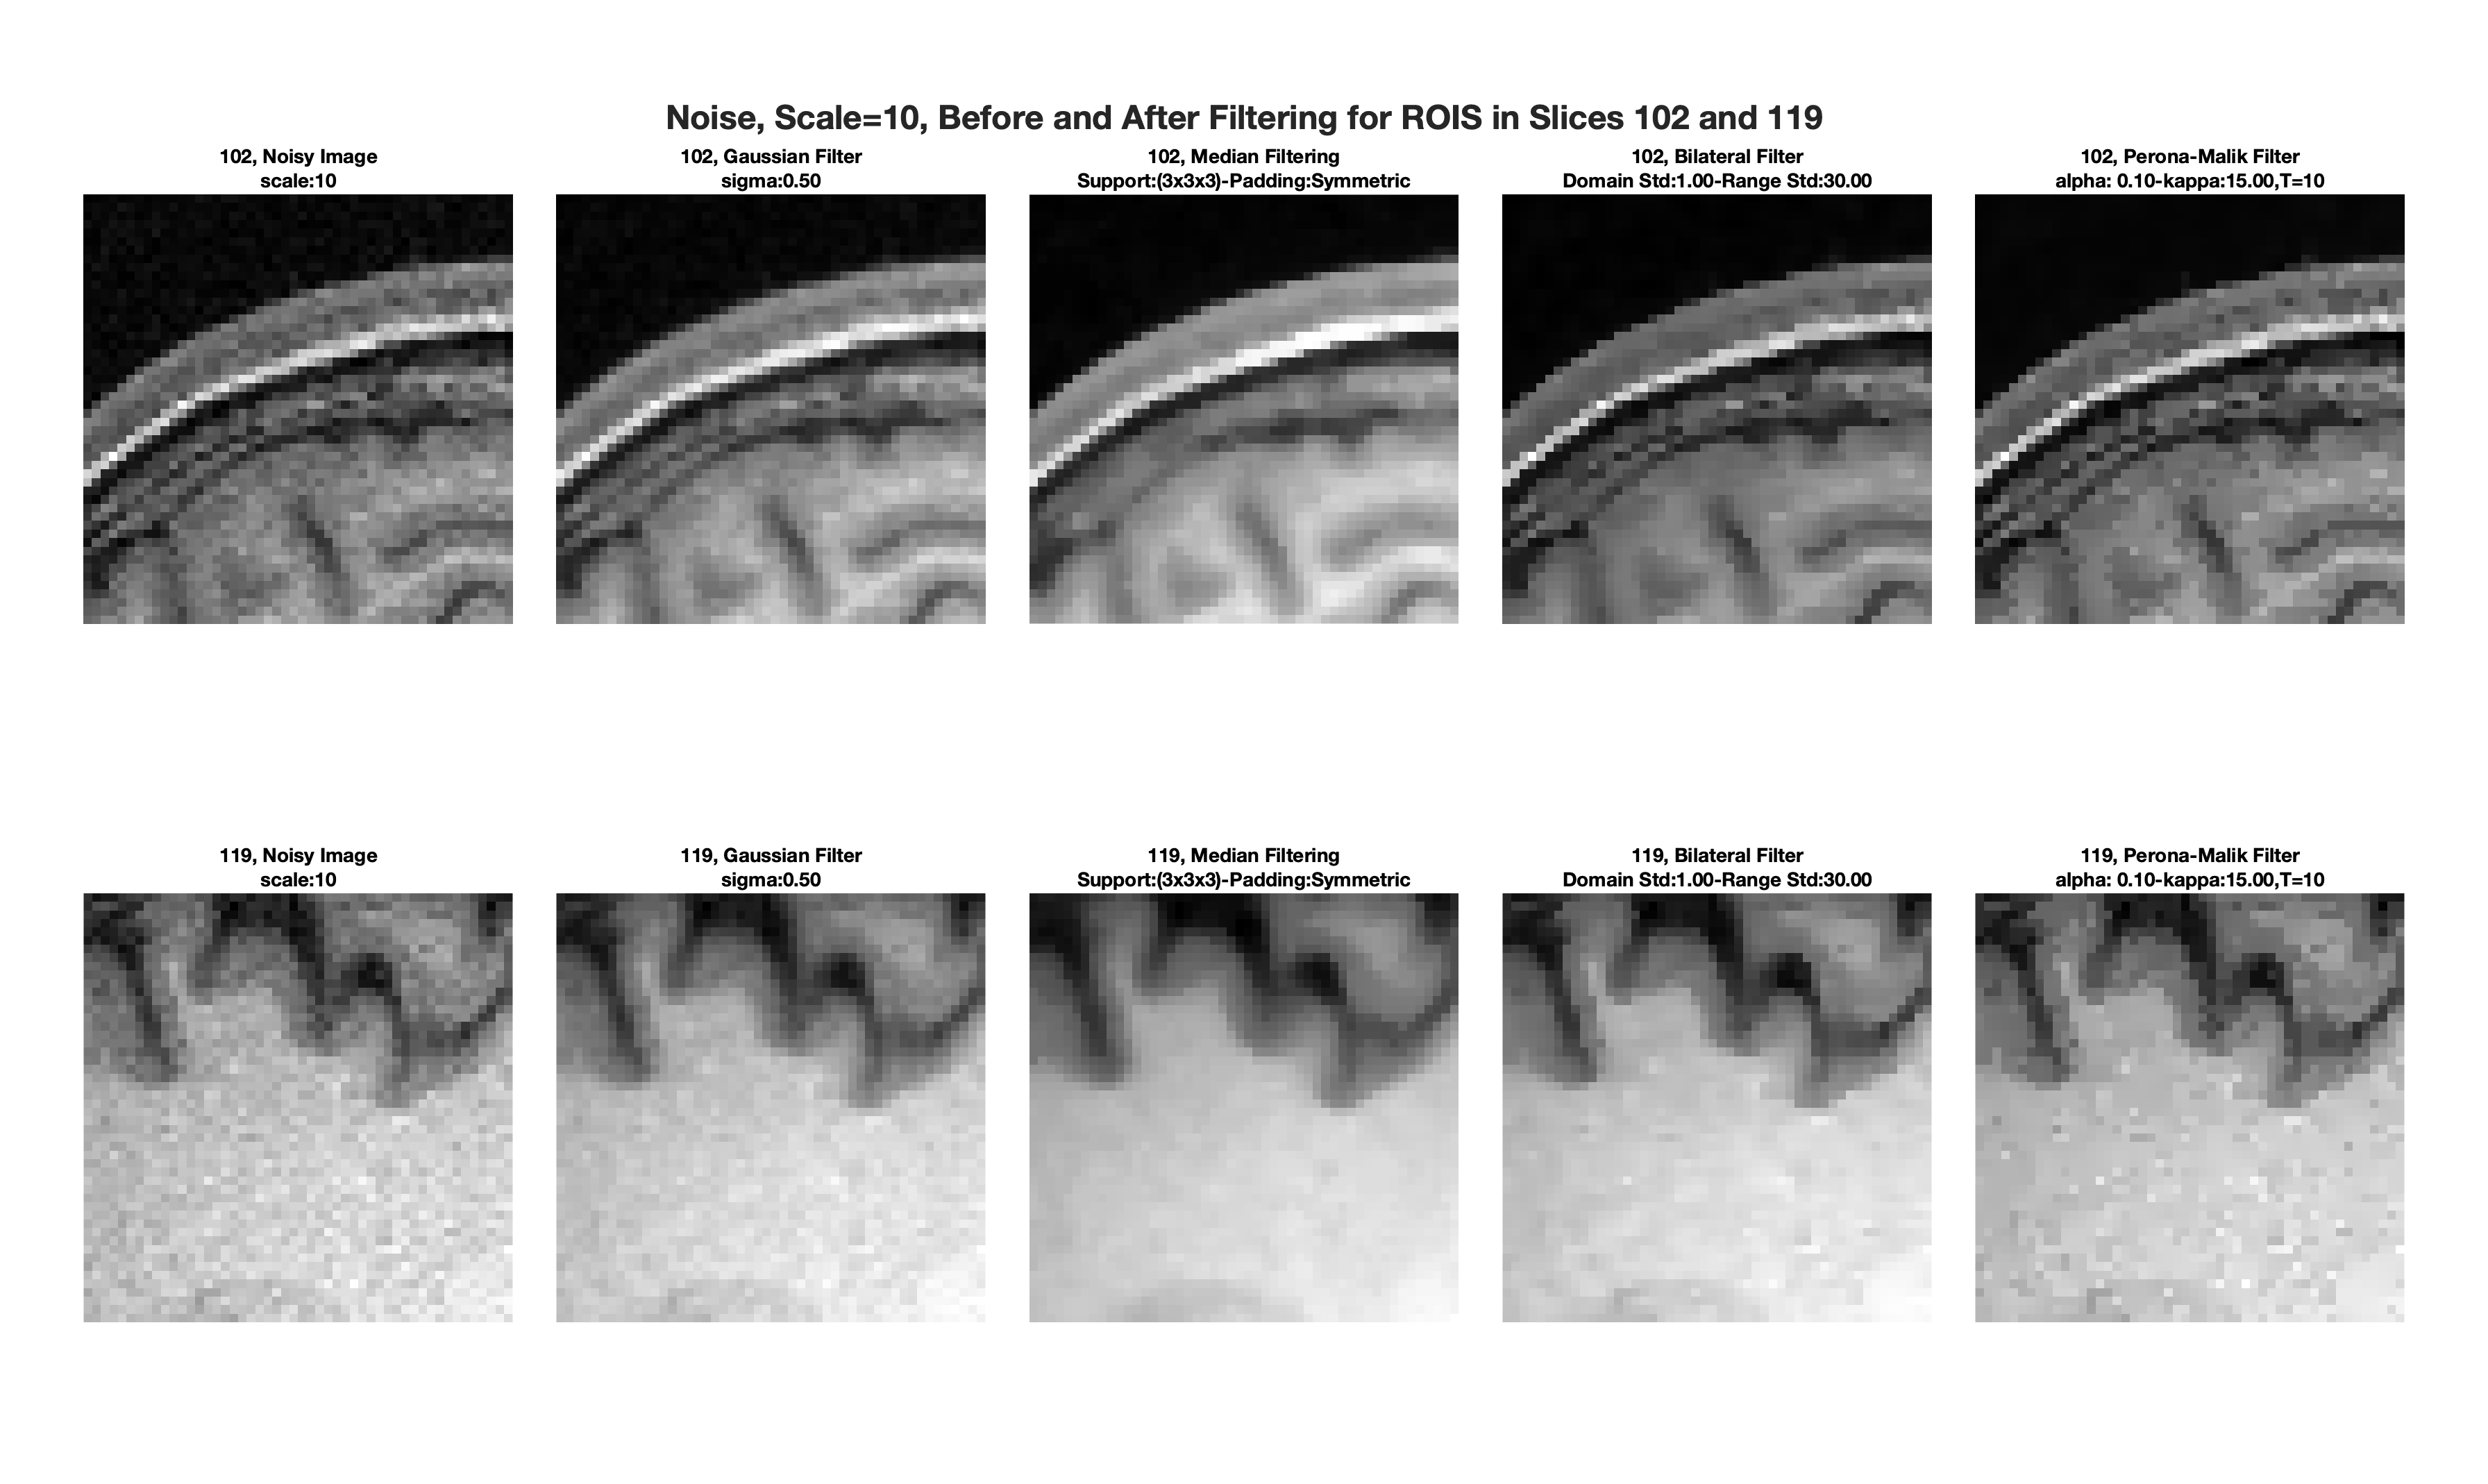 Noise, Scale=10, Before and After Filtering for ROIS in Slices 102 and 119
102, Noisy Image
scale:10
102, Gaussian Filter
sigma:0.50
102, Median Filtering
Support:(3x3x3)-Padding:Symmetric
102, Bilateral Filter
Domain Std:1.00-Range Std:30.00
102, Perona-Malik Filter
alpha: 0.10-kappa:15.00,T=10
119, Noisy Image
scale:10
119, Gaussian Filter
sigma:0.50
119, Median Filtering
Support:(3x3x3)-Padding:Symmetric
119, Bilateral Filter
Domain Std:1.00-Range Std:30.00
119, Perona-Malik Filter
alpha: 0.10-kappa:15.00,T=10